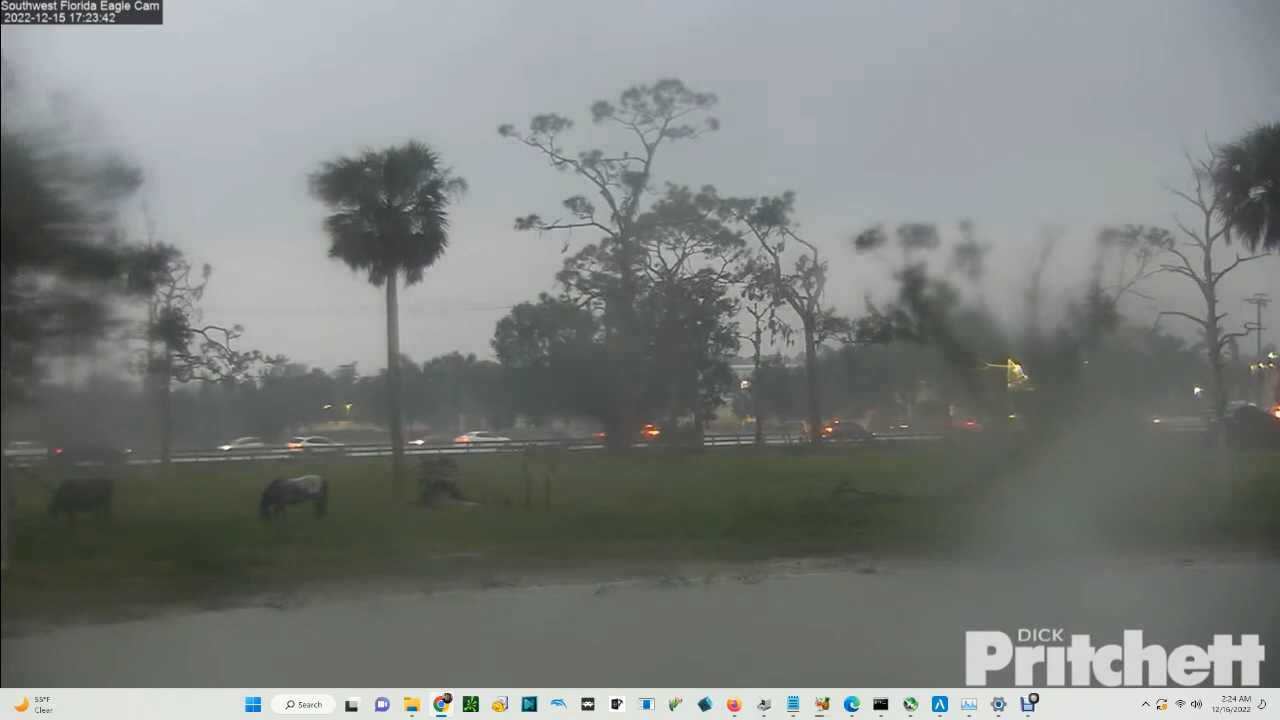 Southwest Florida Eagle Cam
2022-12-15 17:23:42
DICK
Pritchett
55°F
Clear
Search
2:24 AM
12/16/2022